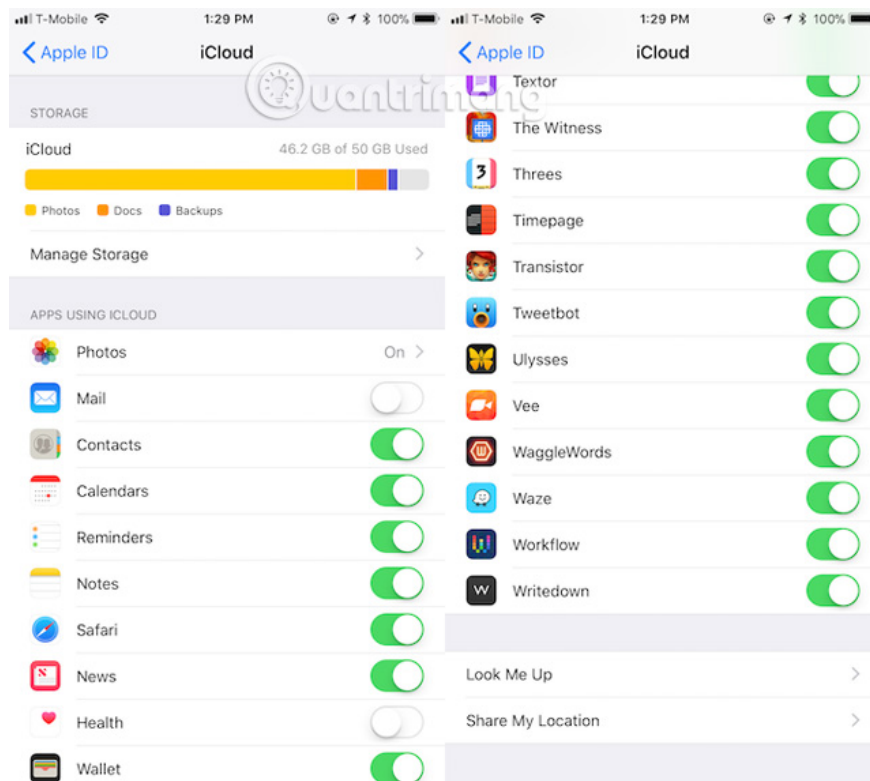 T-Mobile 1:29 PM 100%
Apple ID iCloud
STORAGE
iCloud 46.2 GB of 50 GB Used
Photos Docs Backups
Manage Storage
APPS USING ICLOUD
Photos On
Mail
Contacts
Calendars
Reminders
Notes
Safari
News
Health
Wallet
T-Mobile 1:29 PM 100%
Apple ID iCloud
Textor
The Witness
3 Threes
Timepage
Transistor
Tweetbot
Ulysses
Vee
W WaggleWords
Waze
Workflow
W Writedown
Look Me Up
Share My Location
Quantrimang